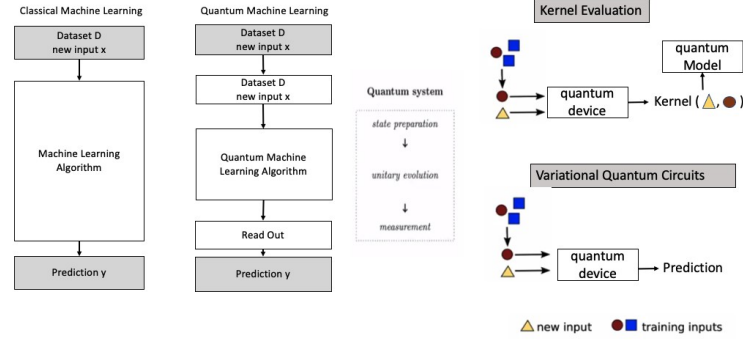 Classical Machine Learning
Dataset D
new input x
Machine Learning
Algorithm
Prediction y
Quantum Machine Learning
Dataset D
new input x
Dataset D
new input x
Quantum Machine
Learning Algorithm
Read Out
Prediction y
Quantum system
state preparation
unitary evolution
measurement
Kernel Evaluation
quantum
device
Kernel ( , )
quantum
Model
Variational Quantum Circuits
quantum
device
Prediction
new input
training inputs